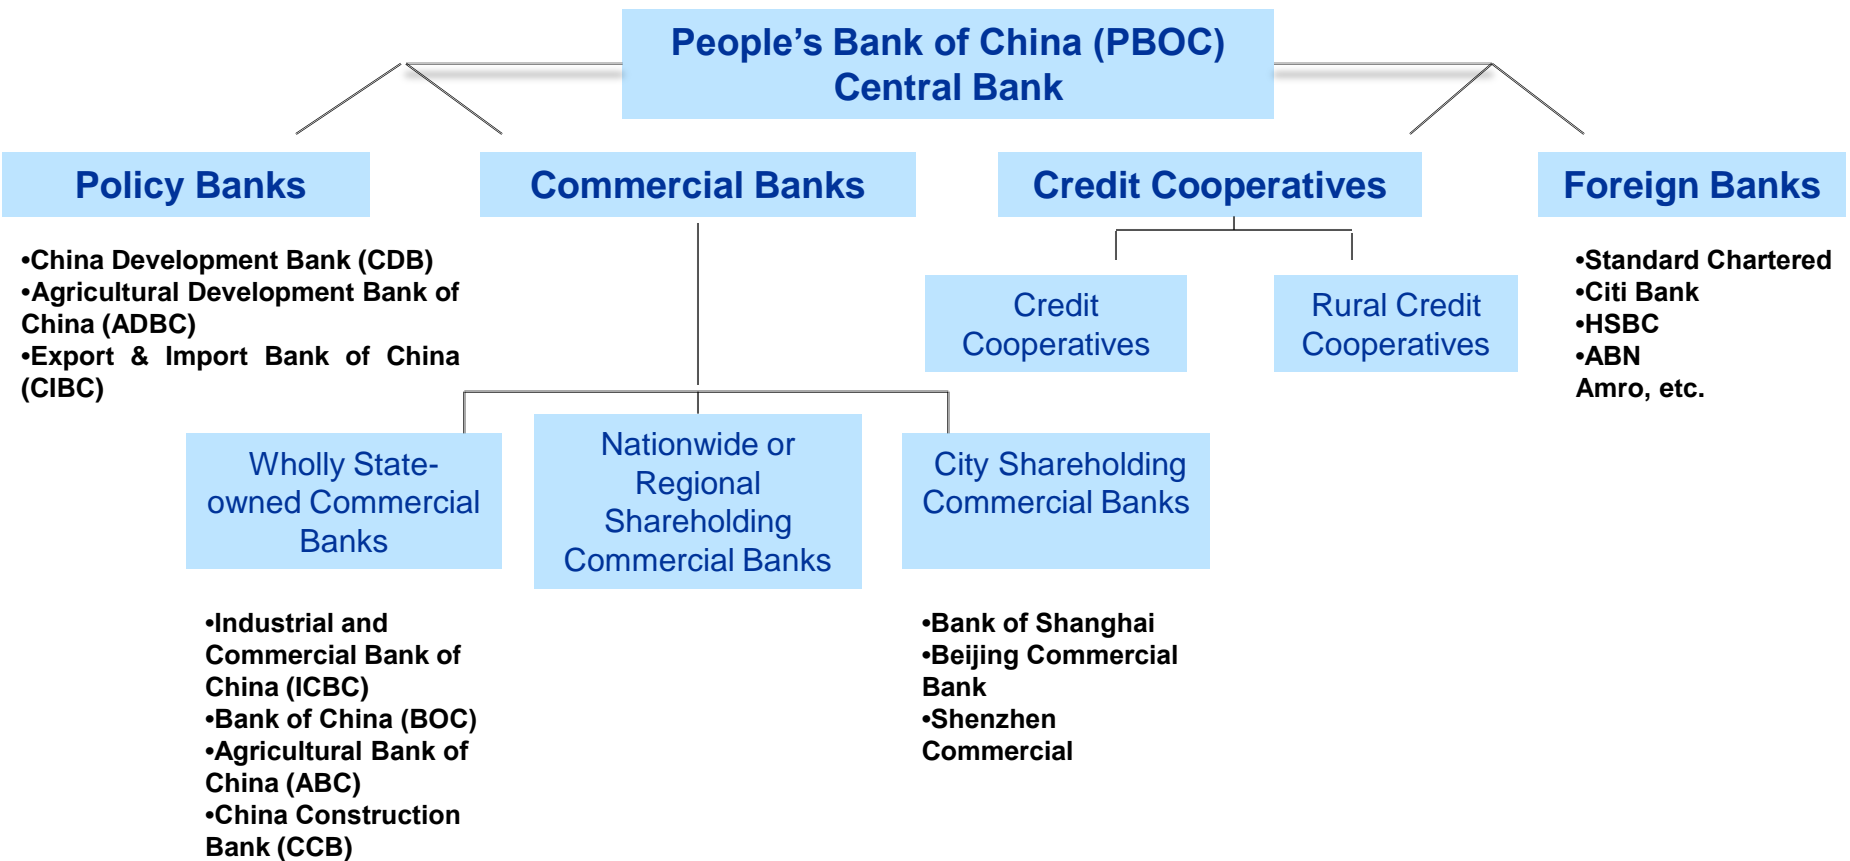 People’s Bank of China (PBOC)
Central Bank
Policy Banks
Commercial Banks
Credit Cooperatives
Foreign Banks
•China Development Bank (CDB)
•Agricultural Development Bank of
China (ADBC)
•Export & Import Bank of China
(CIBC)
Credit
Cooperatives
Rural Credit
Cooperatives
•Standard Chartered
•Citi Bank
•HSBC
•ABN
Amro, etc.
Wholly State-
owned Commercial
Banks
Nationwide or
Regional
Shareholding
Commercial Banks
City Shareholding
Commercial Banks
•Industrial and
Commercial Bank of
China (ICBC)
•Bank of China (BOC)
•Agricultural Bank of
China (ABC)
•China Construction
Bank (CCB)
•Bank of Shanghai
•Beijing Commercial
Bank
•Shenzhen
Commercial